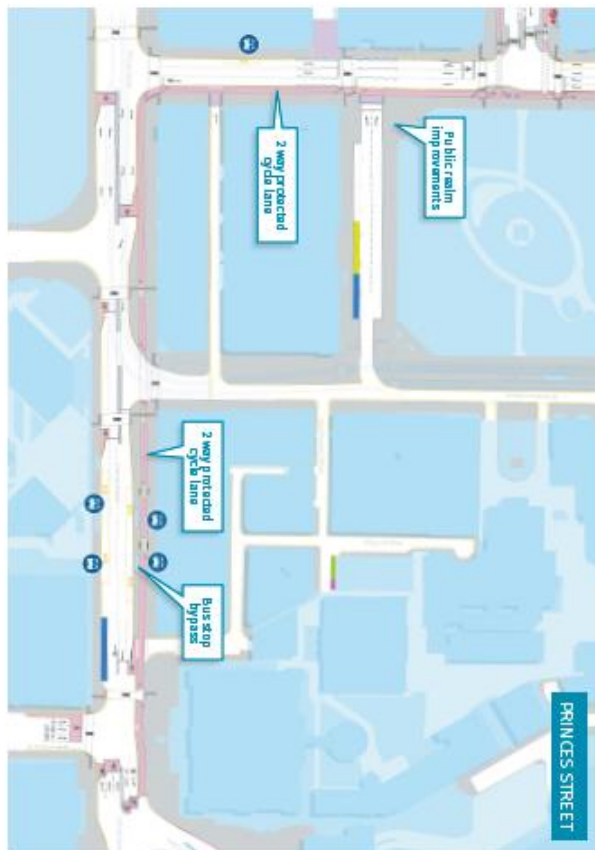 PRINCES STREET
Public realm
improvements
2 way protected
cycle lane
2 way protected
cycle lane
Bus stop
bypass